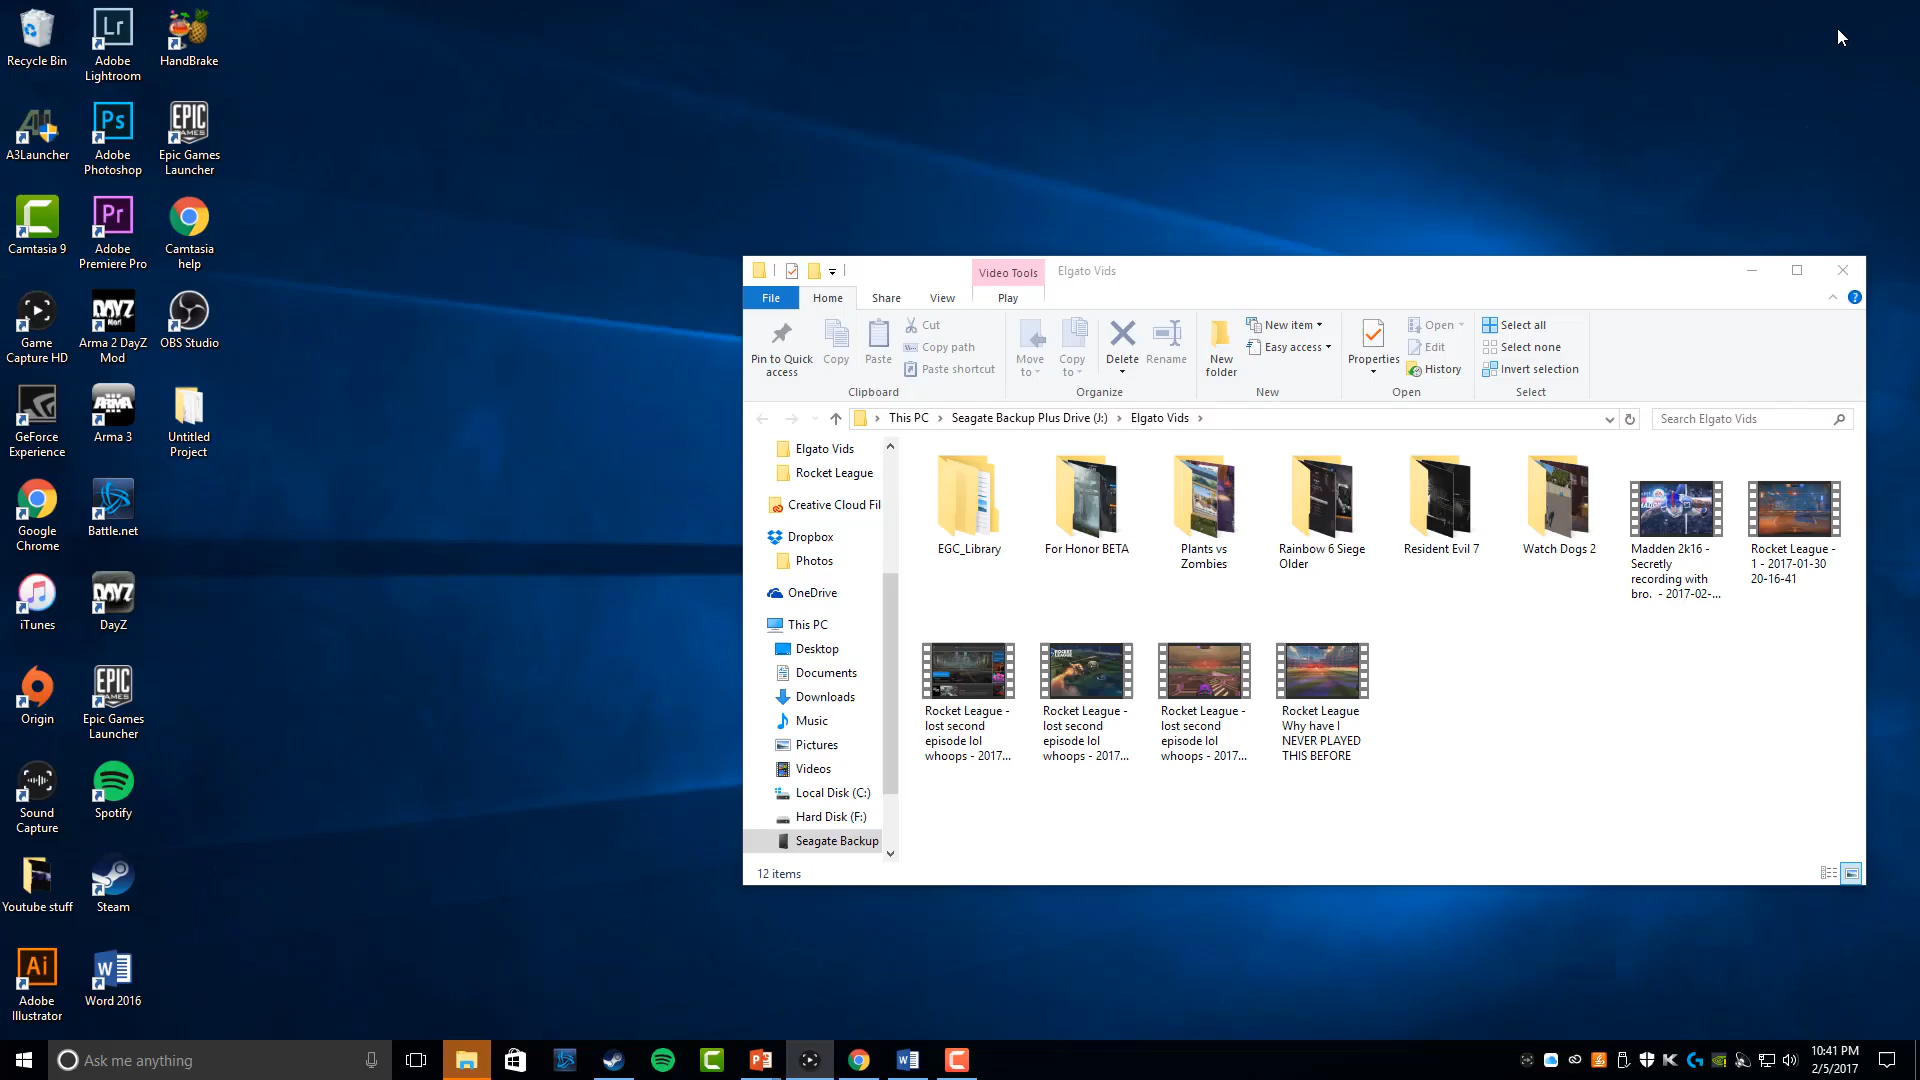 Recycle Bin
Adobe
Lightroom
HandBrake
A3Launcher
Adobe
Photoshop
Epic Games
Launcher
Camtasia 9
Adobe
Premiere Pro
Camtasia
help
Game
Capture HD
Arma 2 DayZ
Mod
OBS Studio
GeForce
Experience
Arma 3
Untitled
Project
Google
Chrome
Battle.net
iTunes
DayZ
Origin
Epic Games
Launcher
Sound
Capture
Spotify
Youtube stuff
Steam
Adobe
Illustrator
Word 2016
Video Tools
Elgato Vids
File
Home
Share
View
Play
Pin to Quick
access
Copy
Paste
Cut
Copy path
Paste shortcut
Clipboard
Move
to
Copy
to
Delete
Rename
Organize
New
folder
New item
Easy access
New
Properties
Open
Edit
History
Open
Select all
Select none
Invert selection
Select
This PC
Seagate Backup Plus Drive (J:)
Elgato Vids
Search Elgato Vids
Elgato Vids
Rocket League
Creative Cloud Fil
Dropbox
Photos
OneDrive
This PC
Desktop
Documents
Downloads
Music
Pictures
Videos
Local Disk (C:)
Hard Disk (F:)
Seagate Backup
EGC_Library
For Honor BETA
Plants vs
Zombies
Rainbow 6 Siege
Older
Resident Evil 7
Watch Dogs 2
Madden 2k16 -
Secretly
recording with
bro.  - 2017-02-...
Rocket League -
1 - 2017-01-30
20-16-41
Rocket League -
lost second
episode lol
whoops - 2017...
Rocket League -
lost second
episode lol
whoops - 2017...
Rocket League -
lost second
episode lol
whoops - 2017...
Rocket League
Why have I
NEVER PLAYED
THIS BEFORE
12 items
Ask me anything
10:41 PM
2/5/2017